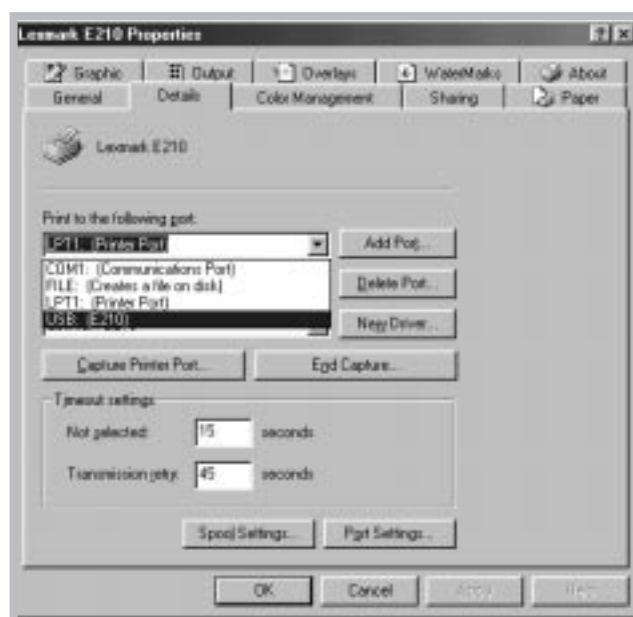 Lexmark E210 Properties
Graphic Output Overlays WaterMarks About
General Details Color Management Sharing Paper
Lexmark E210
Print to the following port:
LPT1: (Printer Port) Add Port...
COM1: (Communications Port)
FILE: (Creates a file on disk) Delete Port...
LPT1: (Printer Port)
USB: (E210) New Driver...
Capture Printer Port... End Capture...
Timeout settings
Not selected: 15 seconds
Transmission retry: 45 seconds
Spool Settings... Port Settings...
OK Cancel Apply Help